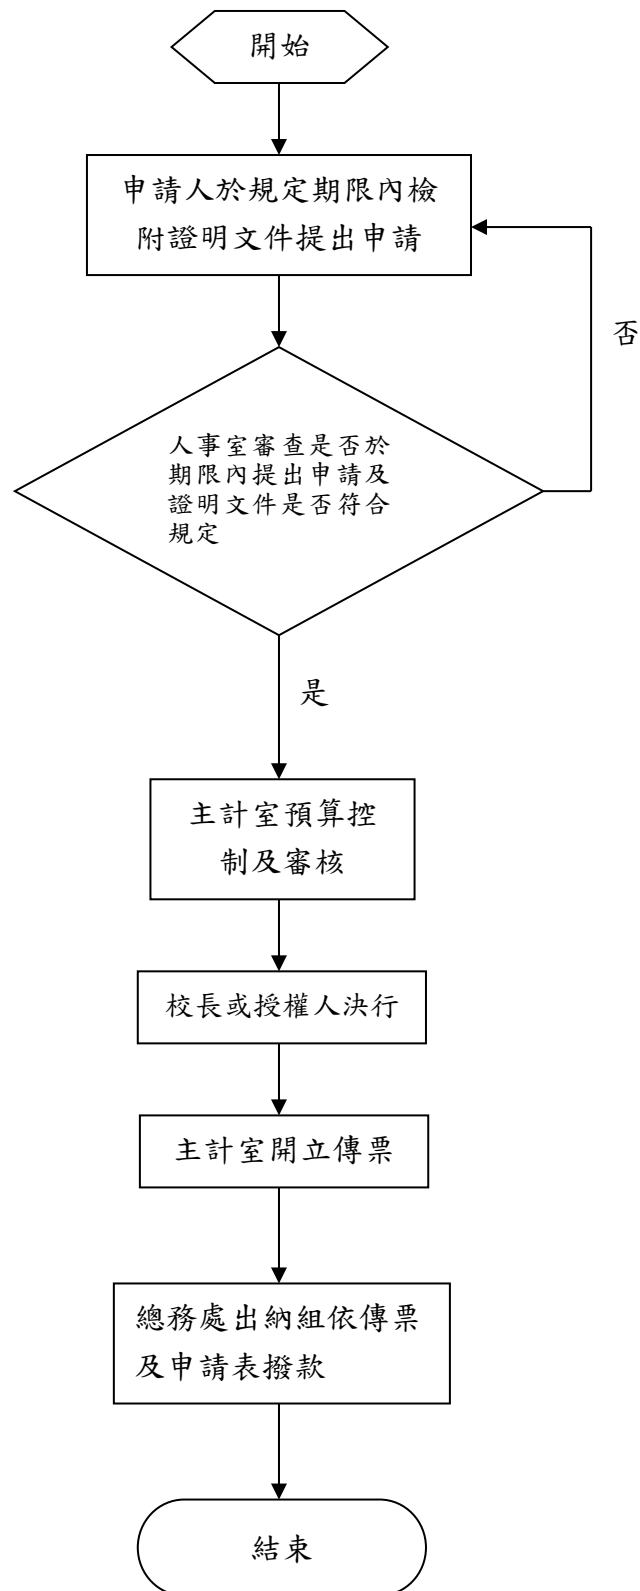 開始
申請人於規定期限內檢
附證明文件提出申請
否
人事室審查是否於
期限內提出申請及
證明文件是否符合
規定
是
主計室預算控
制及審核
校長或授權人決行
主計室開立傳票
總務處出納組依傳票
及申請表撥款
結束